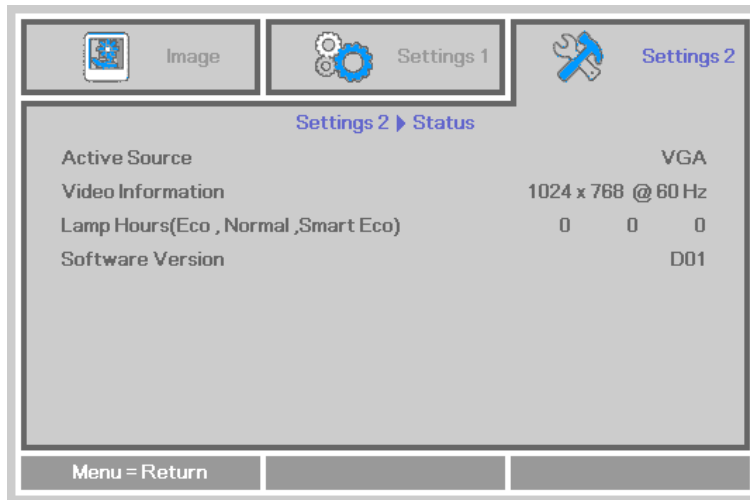 Image Settings 1 Settings 2
Settings 2 ▶ Status
Active Source VGA
Video Information 1024 x 768 @ 60 Hz
Lamp Hours(Eco , Normal ,Smart Eco) 0 0 0
Software Version D01
Menu = Return